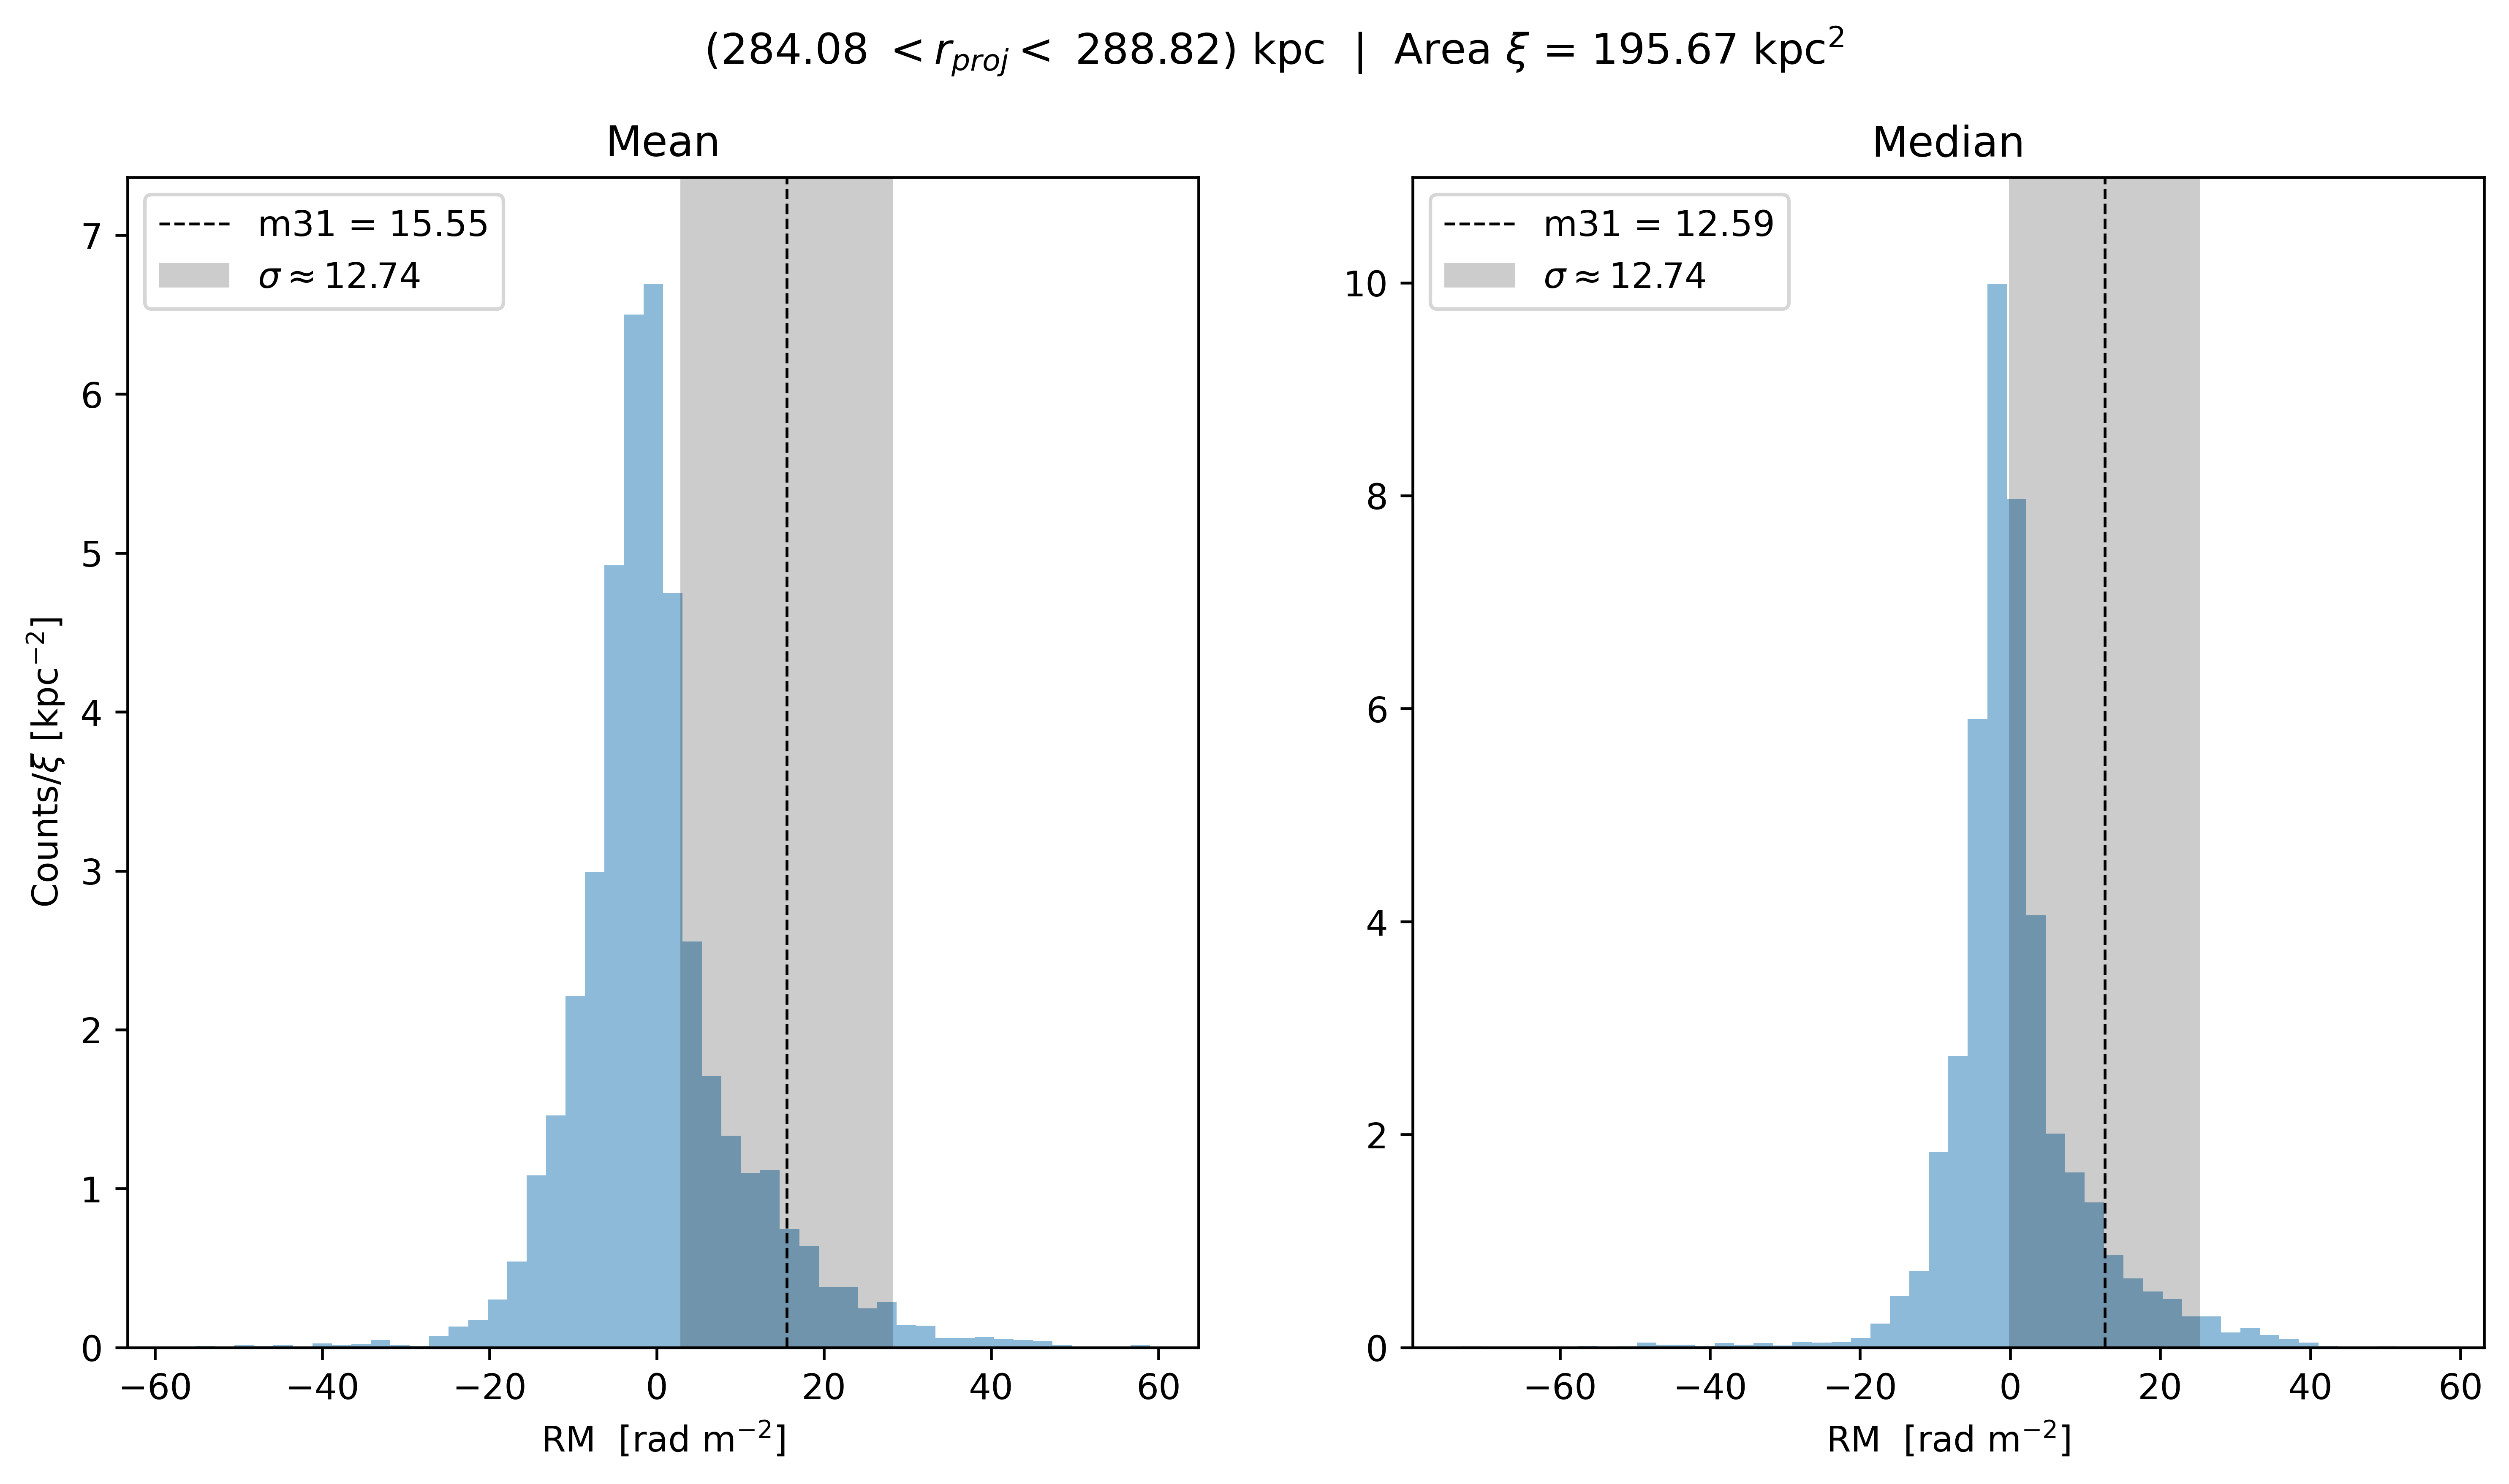 (284.08 < r_proj < 288.82) kpc | Area ξ = 195.67 kpc²
Mean
m31 = 15.55
σ ≈ 12.74
7
6
5
4
3
2
1
0
Counts/ξ [kpc⁻²]
−60 −40 −20 0 20 40 60
RM [rad m⁻²]
Median
m31 = 12.59
σ ≈ 12.74
10
8
6
4
2
0
−60 −40 −20 0 20 40 60
RM [rad m⁻²]